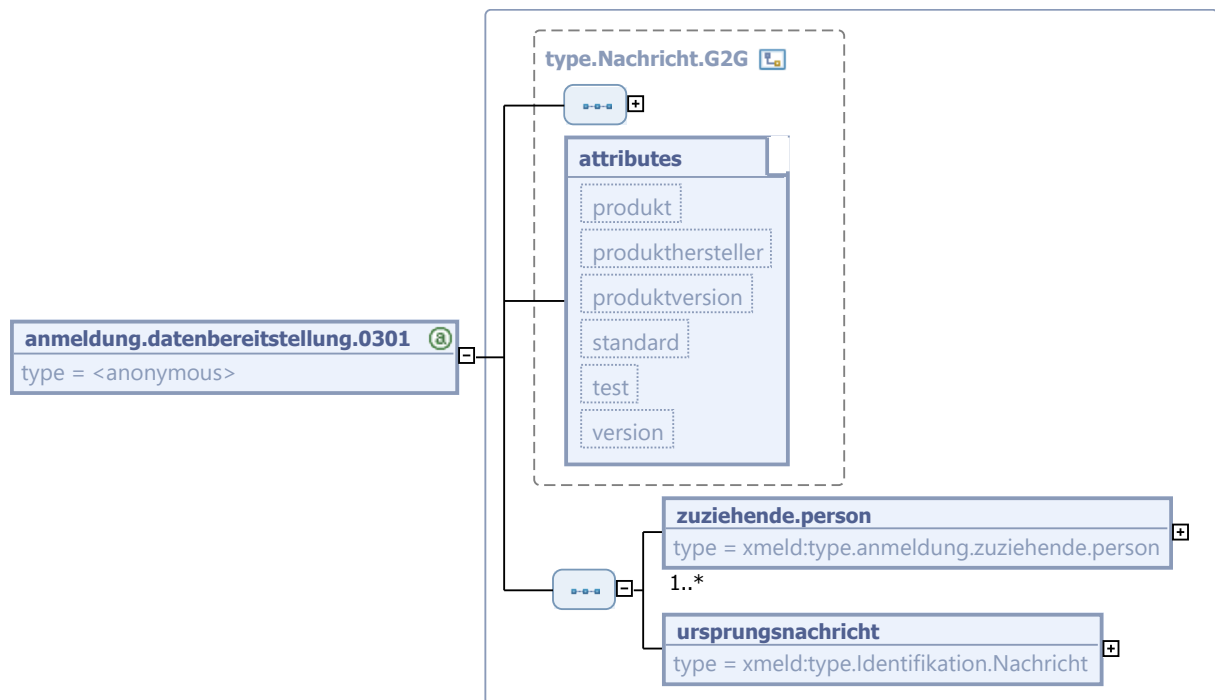 type.Nachricht.G2G
attributes
produkt
produkthersteller
produktversion
standard
test
version
anmeldung.datenbereitstellung.0301 a
type = <anonymous>
zuziehende.person
type = xmeld:type.anmeldung.zuziehende.person
1..*
ursprungsnachricht
type = xmeld:type.Identifikation.Nachricht